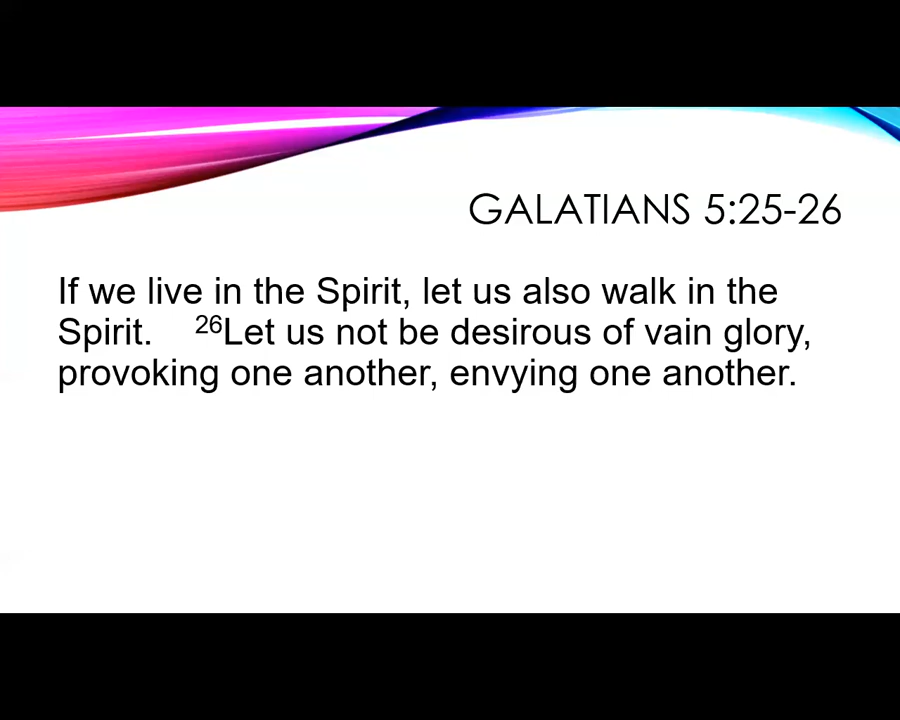 GALATIANS 5:25-26
If we live in the Spirit, let us also walk in the
Spirit. 26Let us not be desirous of vain glory,
provoking one another, envying one another.